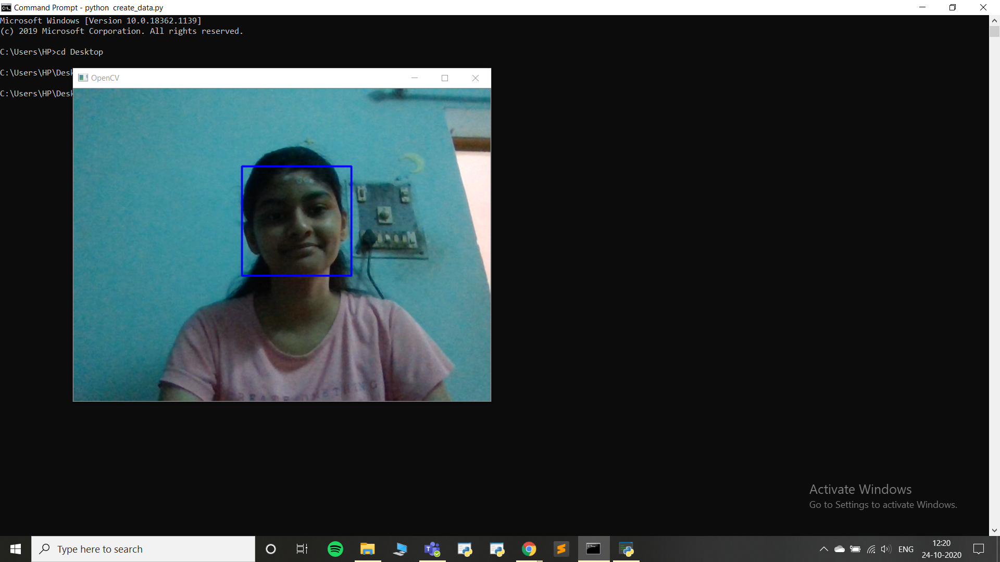 Command Prompt - python  create_data.py
Microsoft Windows [Version 10.0.18362.1139]
(c) 2019 Microsoft Corporation. All rights reserved.
C:\Users\HP>cd Desktop
C:\Users\HP\Desk
OpenCV
C:\Users\HP\Desk
CREATE SOMETHING
Activate Windows
Go to Settings to activate Windows.
Type here to search
ENG
12:20
24-10-2020